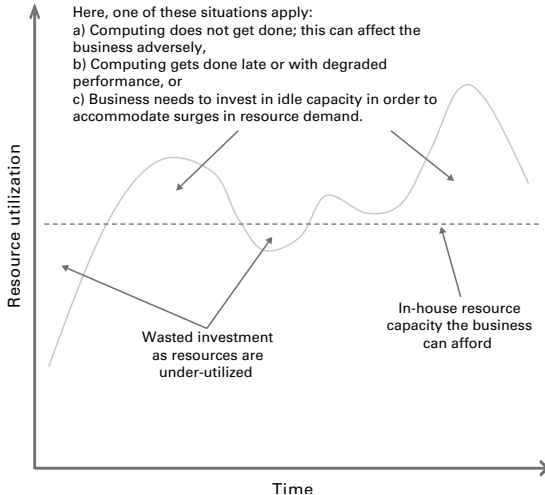 Here, one of these situations apply:
a) Computing does not get done; this can affect the
business adversely,
b) Computing gets done late or with degraded
performance, or
c) Business needs to invest in idle capacity in order to
accommodate surges in resource demand.
Resource utilization
In-house resource
capacity the business
can afford
Wasted investment
as resources are
under-utilized
Time